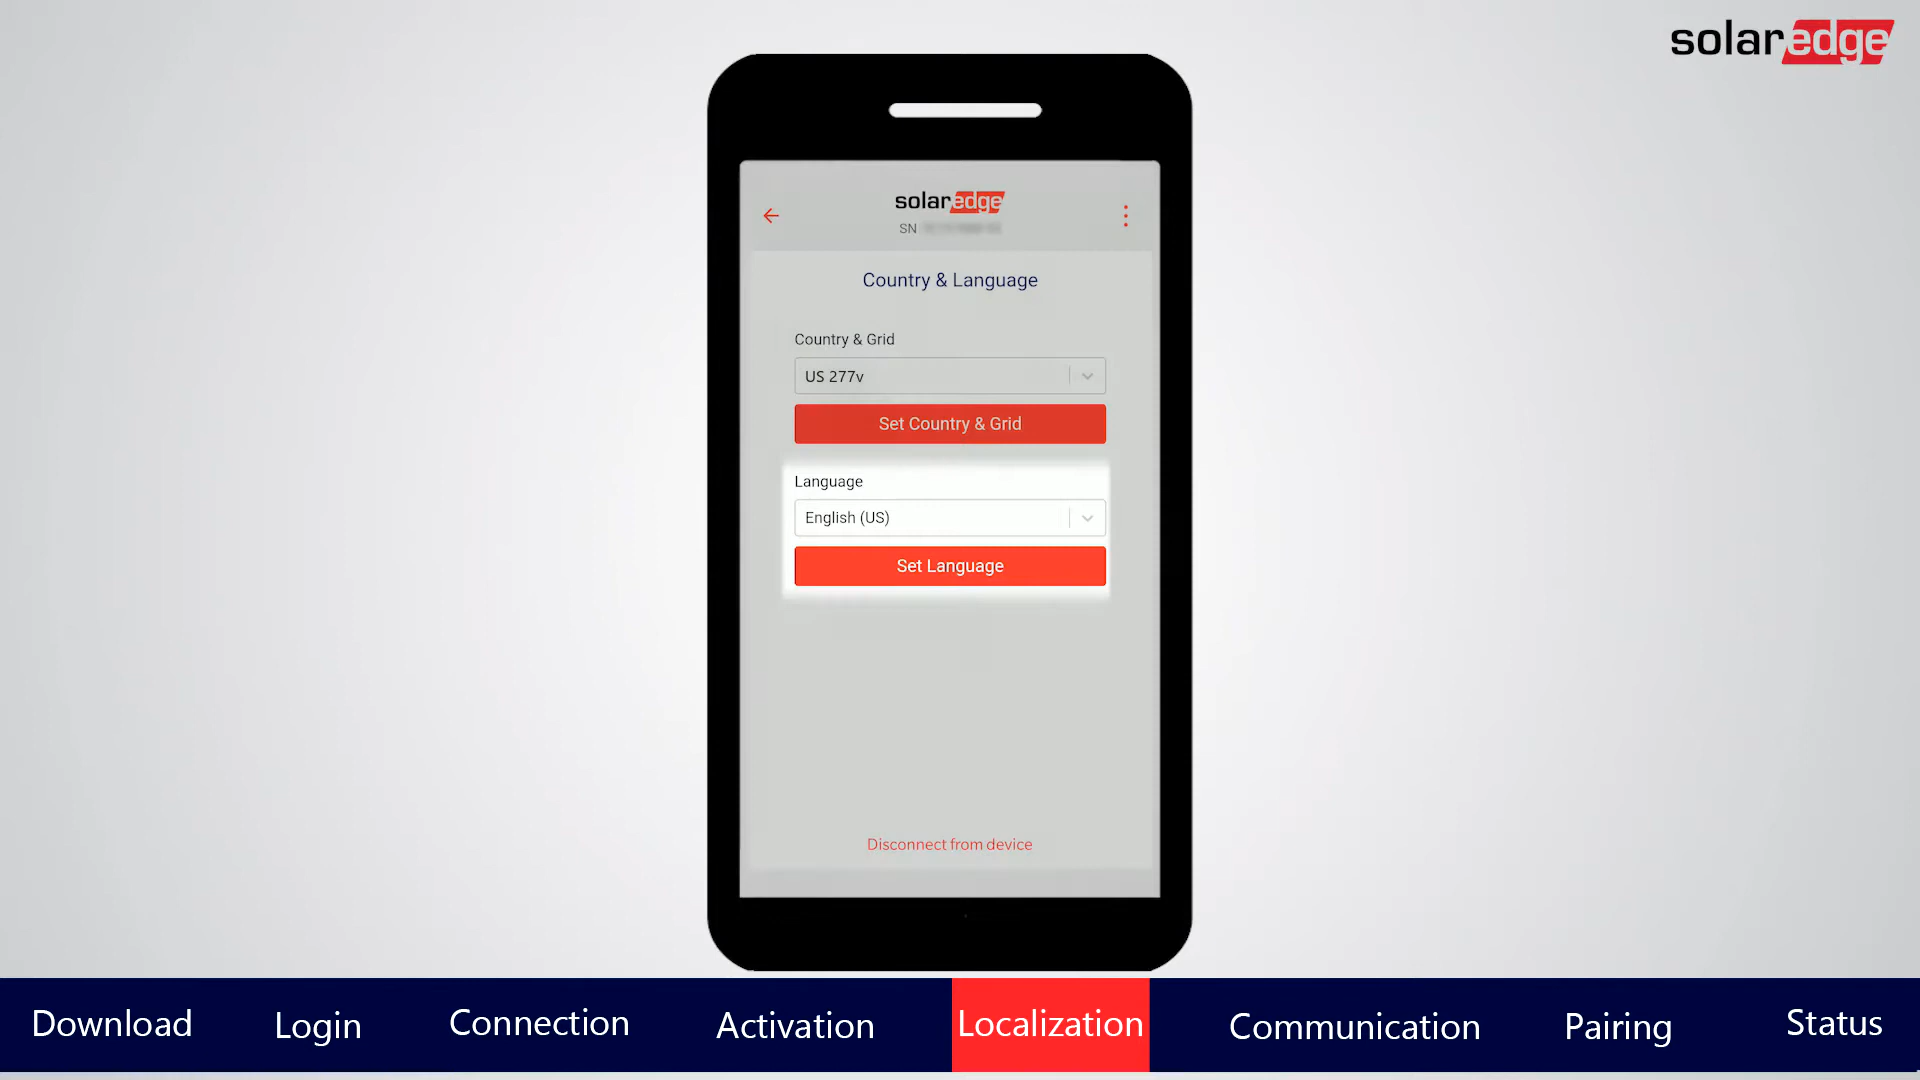 solaredge
solaredge
SN
Country & Language
Country & Grid
US 277v
Set Country & Grid
Language
English (US)
Set Language
Disconnect from device
Download Login Connection Activation Localization Communication Pairing Status